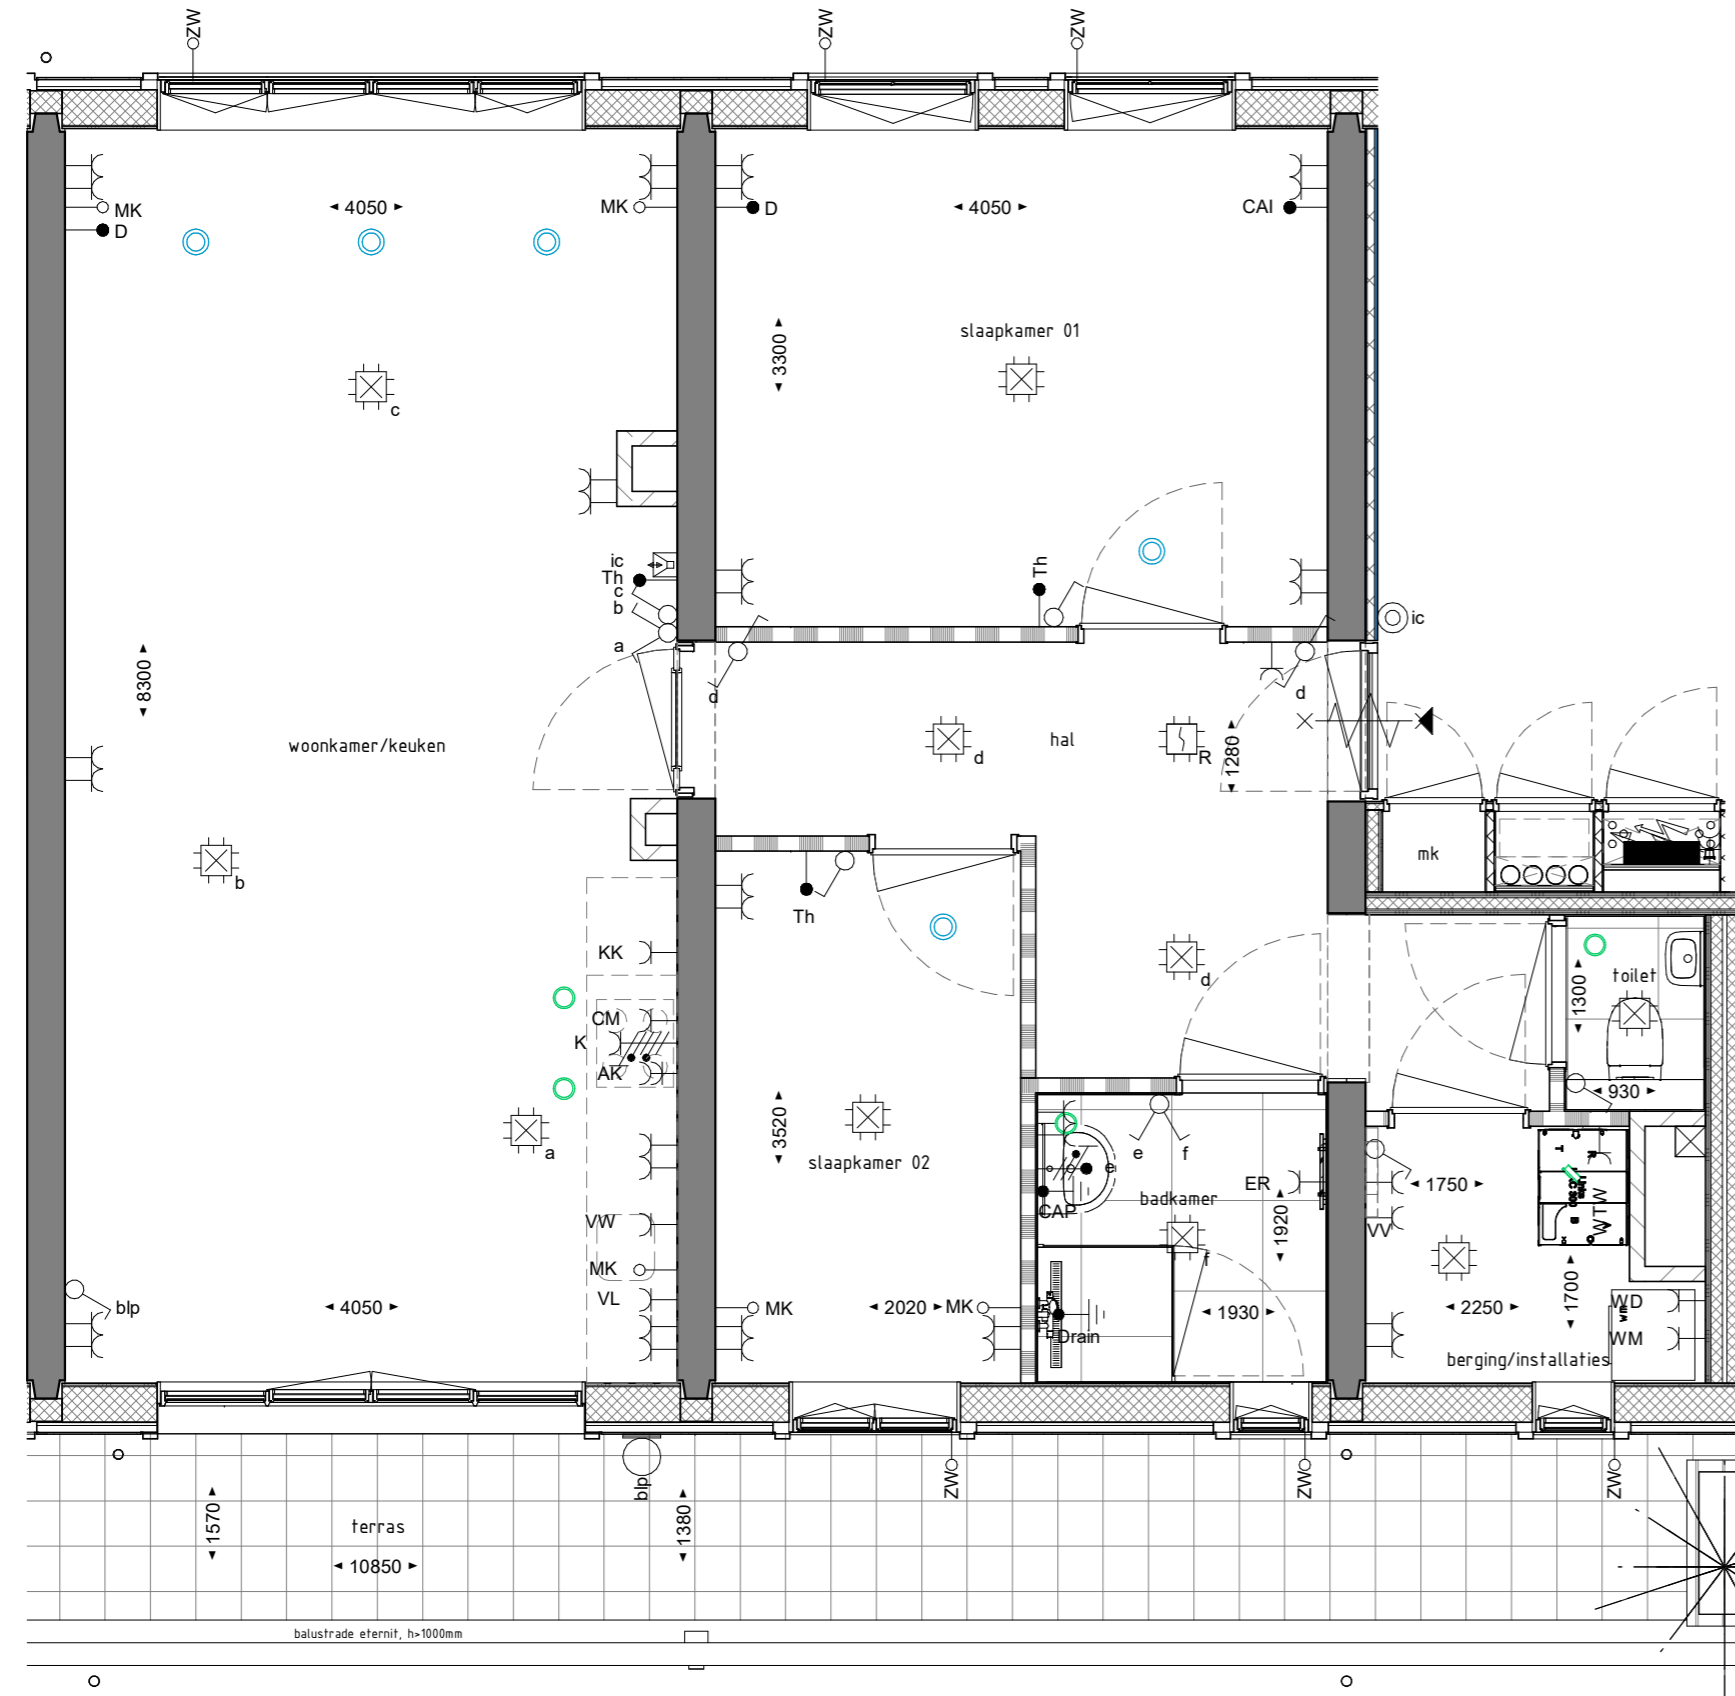 ZW
ZW
ZW
MK
D
4050
MK
D
4050
CAI
slaapkamer 01
3300
c
ic
Th
c
b
a
Th
ic
8300
d
d
woonkamer/keuken
d
hal
R
1280
b
mk
Th
KK
CM
K
AK
d
toilet
1300
930
a
3520
slaapkamer 02
e
f
e
CAP
badkamer
ER
1920
f
1750
VV
T
R
WTW
VW
MK
VL
blp
4050
MK
2020
MK
Drain
1930
2250
1700
WD
wm
WM
berging/installaties
blp
ZW
ZW
ZW
1570
terras
10850
1380
balustrade eternit, h>1000mm